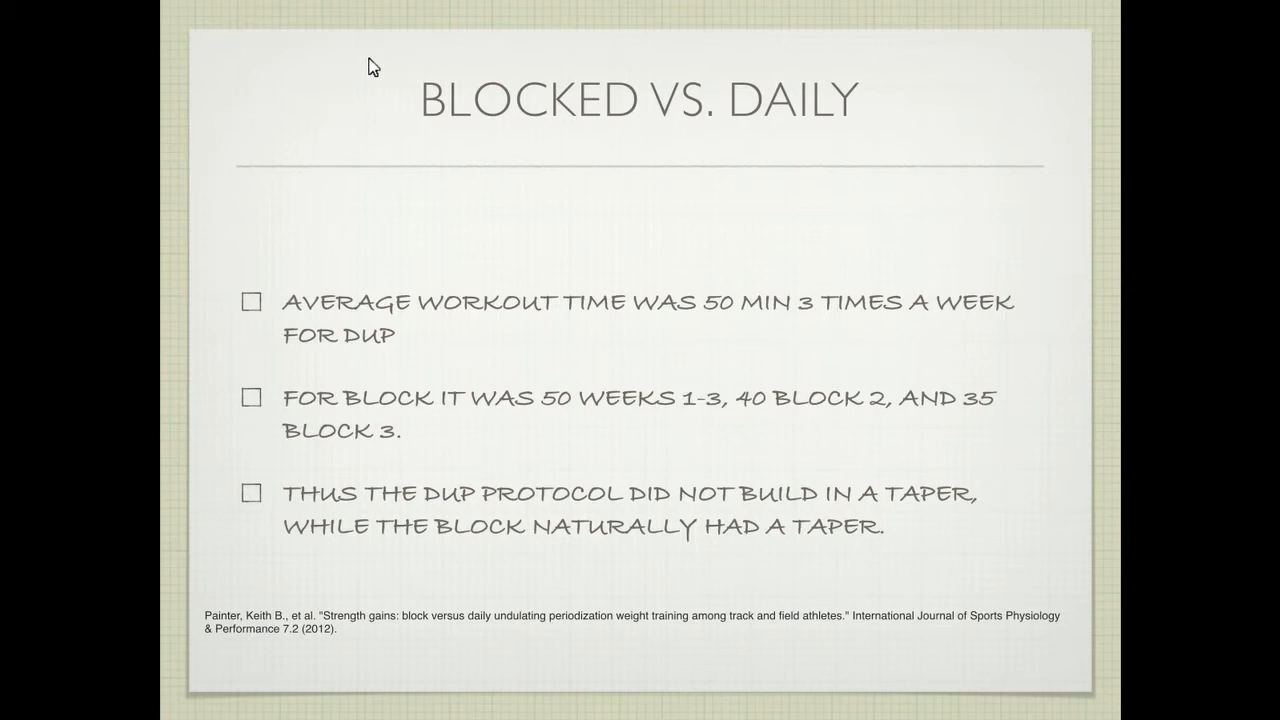 BLOCKED VS. DAILY
AVERAGE WORKOUT TIME WAS 50 MIN 3 TIMES A WEEK
FOR DUP
FOR BLOCK IT WAS 50 WEEKS 1-3, 40 BLOCK 2, AND 35
BLOCK 3.
THUS THE DUP PROTOCOL DID NOT BUILD IN A TAPER,
WHILE THE BLOCK NATURALLY HAD A TAPER.
Painter, Keith B., et al. "Strength gains: block versus daily undulating periodization weight training among track and field athletes." International Journal of Sports Physiology
& Performance 7.2 (2012).